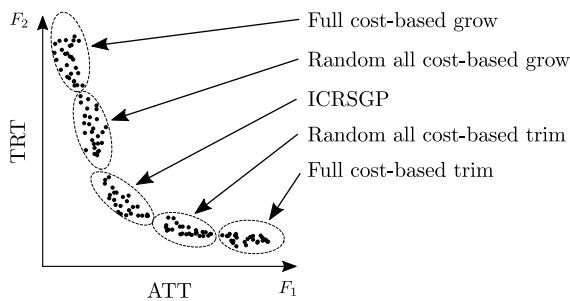 F₂
Full cost-based grow
Random all cost-based grow
ICRSGP
Random all cost-based trim
Full cost-based trim
TRT
ATT
F₁